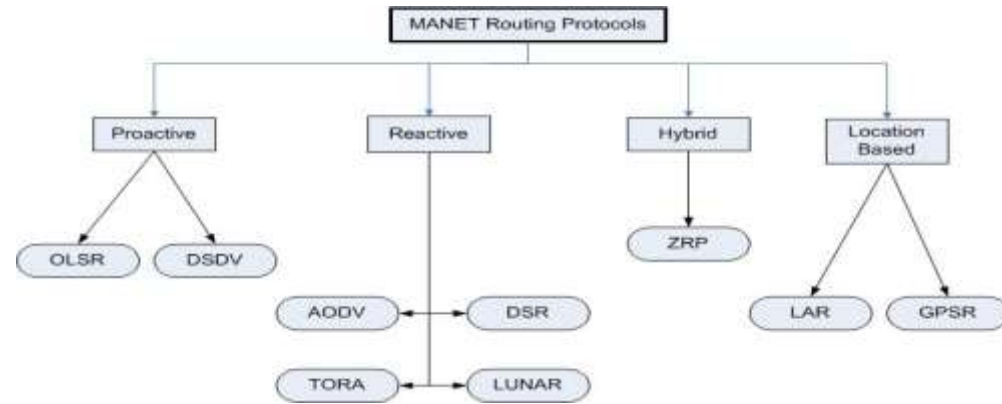 MANET Routing Protocols
Proactive
Reactive
Hybrid
Location
Based
OLSR
DSDV
ZRP
AODV
DSR
LAR
GPSR
TORA
LUNAR